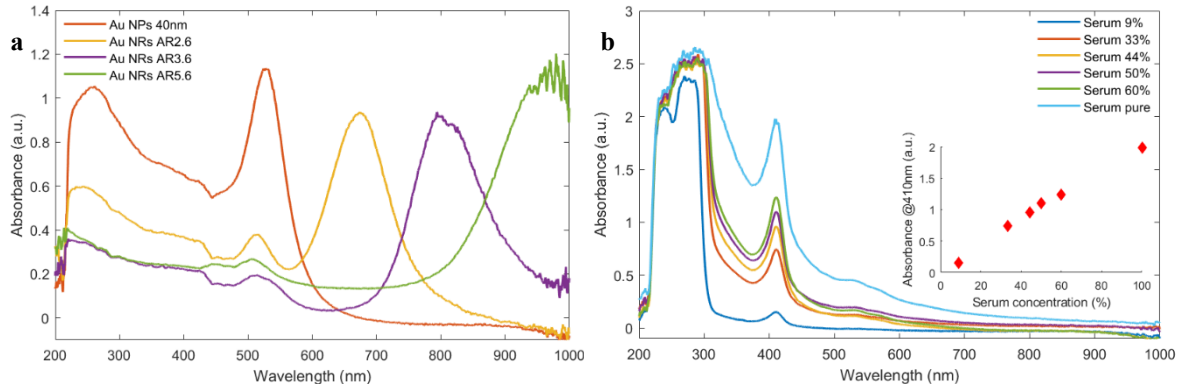 a
Au NPs 40nm
Au NRs AR2.6
Au NRs AR3.6
Au NRs AR5.6
Absorbance (a.u.)
1.4
1.2
1
0.8
0.6
0.4
0.2
0
200 300 400 500 600 700 800 900 1000
Wavelength (nm)
b
Serum 9%
Serum 33%
Serum 44%
Serum 50%
Serum 60%
Serum pure
Absorbance (a.u.)
3
2.5
2
1.5
1
0.5
0
200 300 400 500 600 700 800 900 1000
Wavelength (nm)
Absorbance @410nm (a.u.)
2
1.5
1
0.5
0
0 20 40 60 80 100
Serum concentration (%)